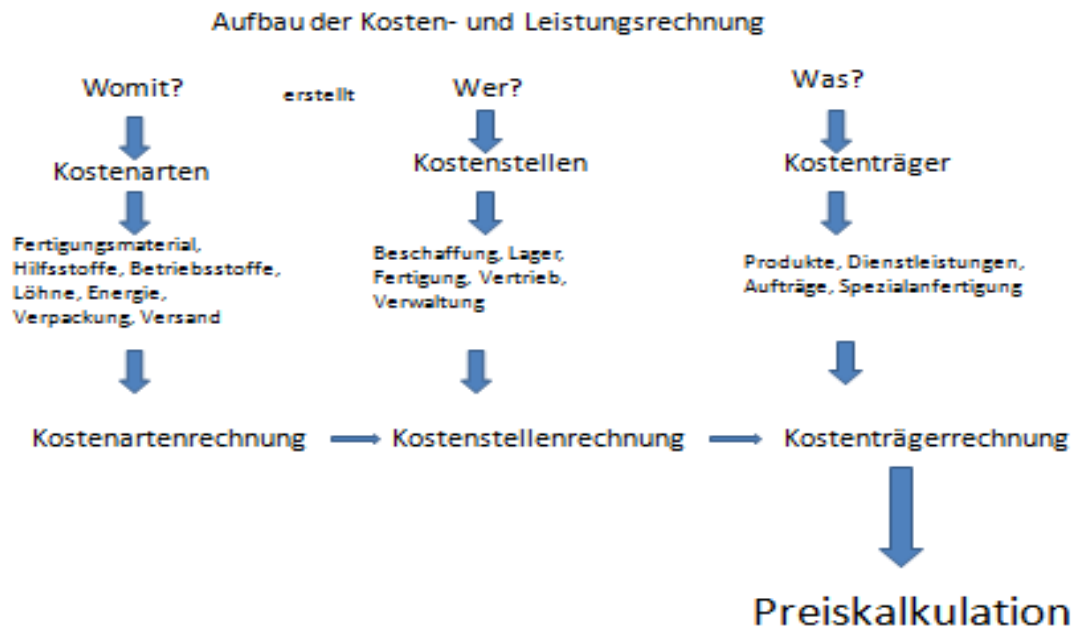 Aufbau der Kosten- und Leistungsrechnung
Womit?
erstellt
Wer?
Was?
Kostenarten
Kostenstellen
Kostenträger
Fertigungsmaterial,
Hilfsstoffe, Betriebsstoffe,
Löhne, Energie,
Verpackung, Versand
Beschaffung, Lager,
Fertigung, Vertrieb,
Verwaltung
Produkte, Dienstleistungen,
Aufträge, Spezialanfertigung
Kostenartenrechnung
Kostenstellenrechnung
Kostenträgerrechnung
Preiskalkulation